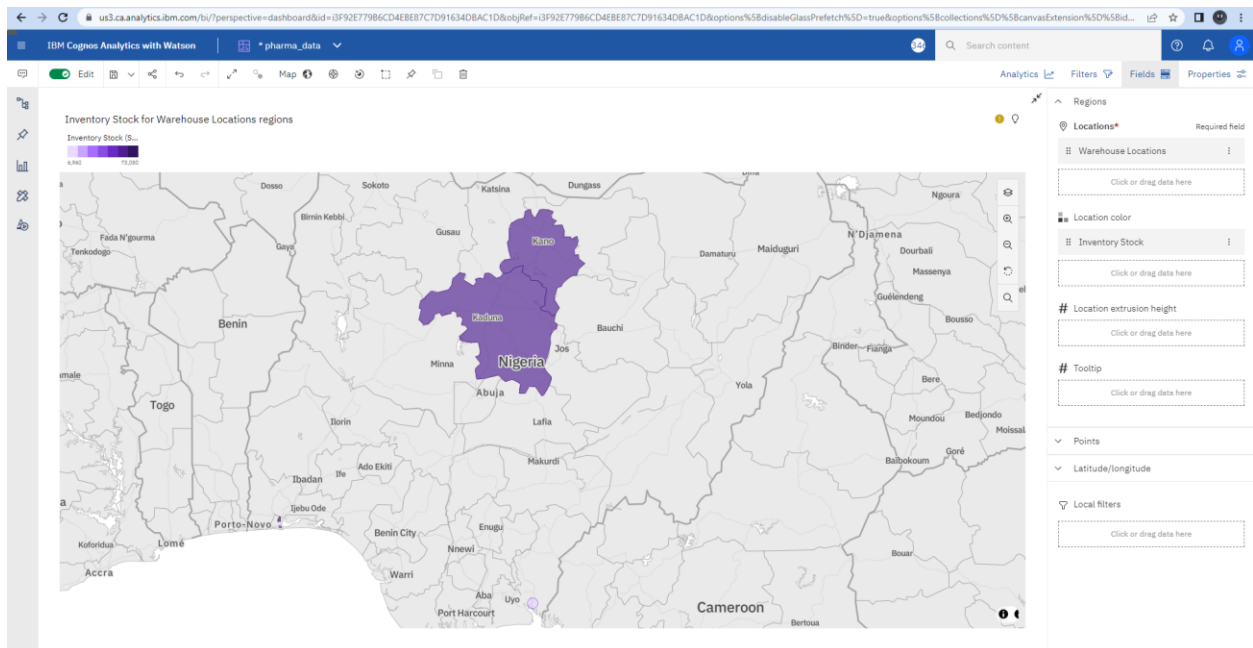 us3.ca.analytics.ibm.com/bi/?perspective=dashboard&id=i3F92E77986CD4EBE87C7D91634DBAC1D&objRef=i3F92E77986CD4EBE87C7D91634DBAC1D&options%5BdisableGlassPrefetch%5D=true&options%5Bcollections%5D%5BcanvasExtension%5D%5Bid...
IBM Cognos Analytics with Watson
* pharma_data
Search content
Edit
Map
Analytics
Filters
Fields
Properties
Inventory Stock for Warehouse Locations regions
Inventory Stock (S...
6,960
Regions
Locations*
Required field
Warehouse Locations
Click or drag data here
Location color
Inventory Stock
Click or drag data here
# Location extrusion height
Click or drag data here
# Tooltip
Click or drag data here
Points
Latitude/longitude
Local filters
Click or drag data here
Dosso
Sokoto
Katsina
Dungass
Ngoura
Birnin Kebbi
Fada N'gourma
Tenkodogo
Gaya
Gusau
Kano
N'Djamena
Damaturu
Maiduguri
Dourbali
Massenya
Guélendeng
Bousso
Benin
Kaduna
Bauchi
Binder
Fianga
Minna
Nigeria
Jos
Abuja
Yola
Bere
Togo
Ilorin
Lafia
Moundou
Bedjondo
Moissal
Makurdi
Goré
Baïbokoum
Ado Ekiti
Ife
Ibadan
Ijebu Ode
Porto-Novo
Benin City
Enugu
Koforidua
Lomé
Nnewi
Bouar
Accra
Warri
Aba
Uyo
Port Harcourt
Cameroon
Bertoua